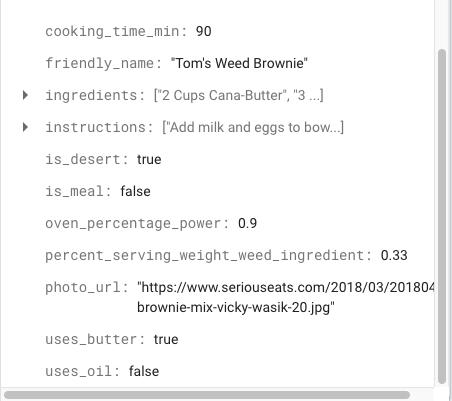 cooking_time_min: 90
friendly_name: "Tom's Weed Brownie"
ingredients: ["2 Cups Cana-Butter", "3 ...]
instructions: ["Add milk and eggs to bow...]
is_desert: true
is_meal: false
oven_percentage_power: 0.9
percent_serving_weight_weed_ingredient: 0.33
photo_url: "https://www.seriouseats.com/2018/03/201804
brownie-mix-vicky-wasik-20.jpg"
uses_butter: true
uses_oil: false